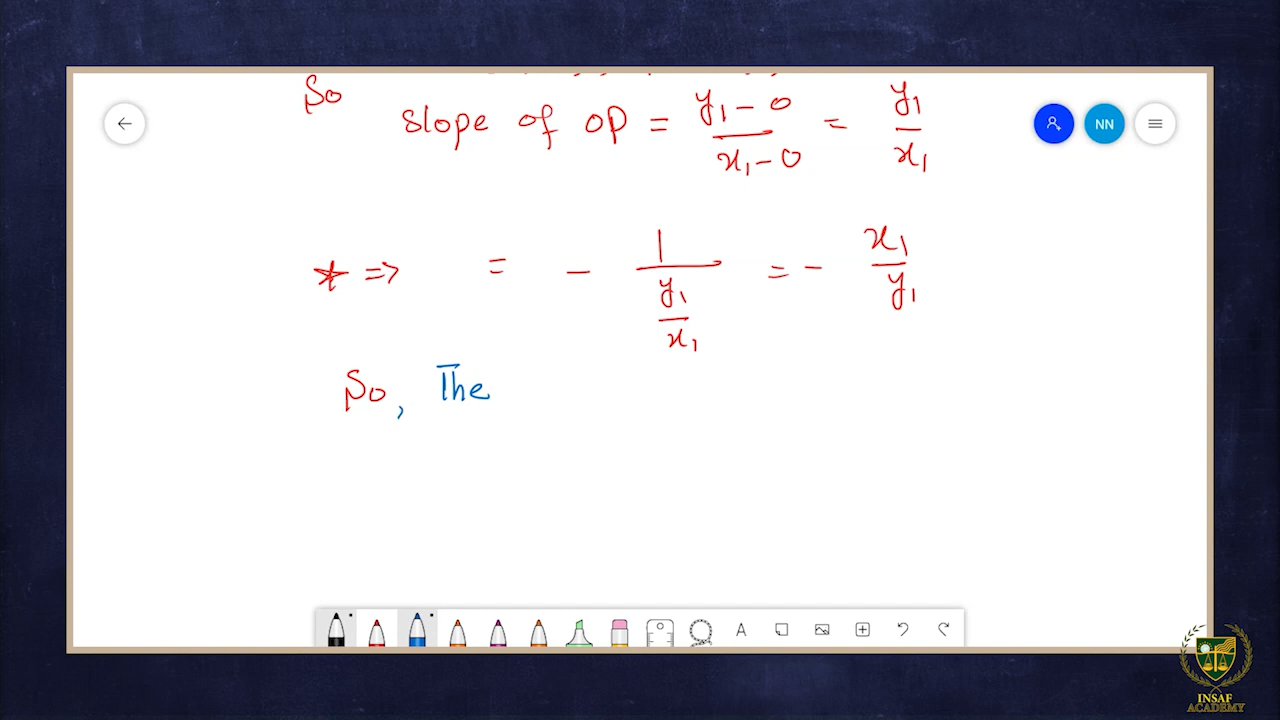 So
slope of OP = y₁ - 0 / x₁ - 0 = y₁ / x₁
* => = - 1 / (y₁ / x₁) = - x₁ / y₁
So, The
NN
A
INSAF
ACADEMY